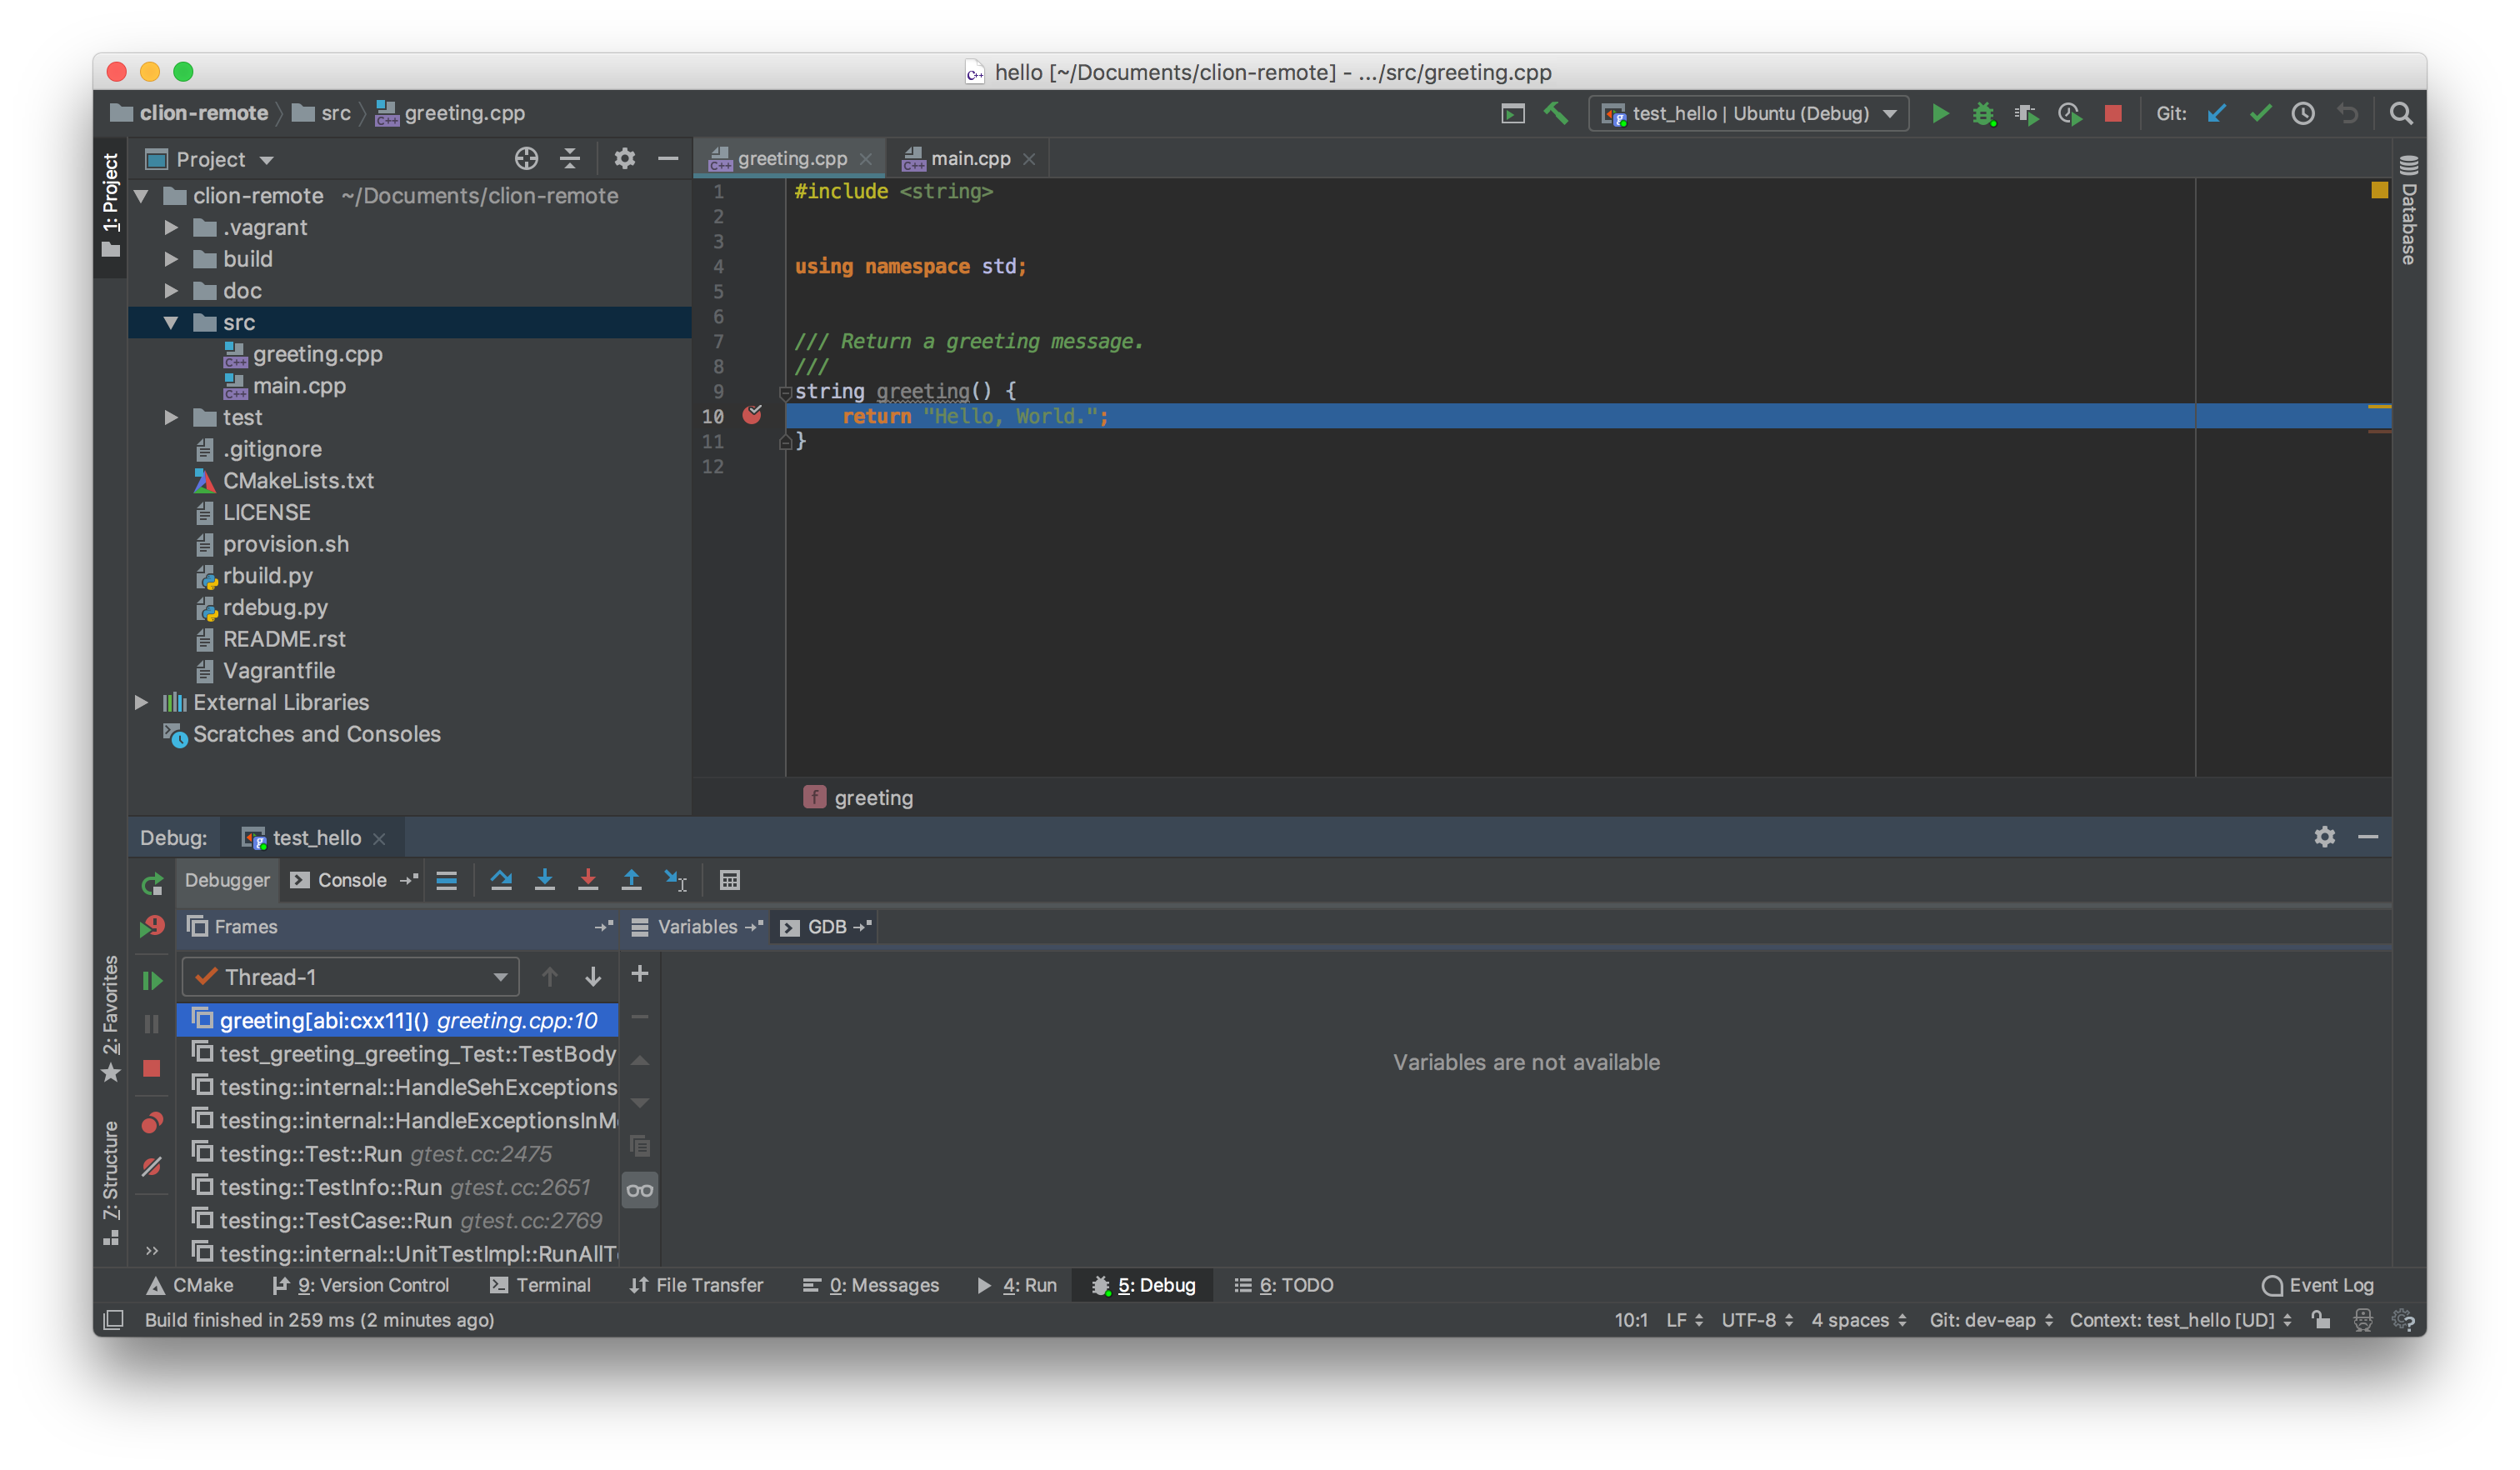 hello [~/Documents/clion-remote] - .../src/greeting.cpp
clion-remote src greeting.cpp
test_hello | Ubuntu (Debug)
Git:
1: Project
Project
clion-remote ~/Documents/clion-remote
.vagrant
build
doc
src
greeting.cpp
main.cpp
test
.gitignore
CMakeLists.txt
LICENSE
provision.sh
rbuild.py
rdebug.py
README.rst
Vagrantfile
External Libraries
Scratches and Consoles
greeting.cpp main.cpp
1 #include <string>
2
3
4 using namespace std;
5
6
7 /// Return a greeting message.
8 ///
9 string greeting() {
10 return "Hello, World.";
11 }
12
f greeting
Database
Debug: test_hello
Debugger Console
Frames Variables GDB
Thread-1
greeting[abi:cxx11]() greeting.cpp:10
test_greeting_greeting_Test::TestBody
testing::internal::HandleSehExceptions
testing::internal::HandleExceptionsInM
testing::Test::Run gtest.cc:2475
testing::TestInfo::Run gtest.cc:2651
testing::TestCase::Run gtest.cc:2769
testing::internal::UnitTestImpl::RunAllT
Variables are not available
2: Favorites
7: Structure
CMake 9: Version Control Terminal File Transfer 0: Messages 4: Run 5: Debug 6: TODO Event Log
Build finished in 259 ms (2 minutes ago) 10:1 LF UTF-8 4 spaces Git: dev-eap Context: test_hello [UD]